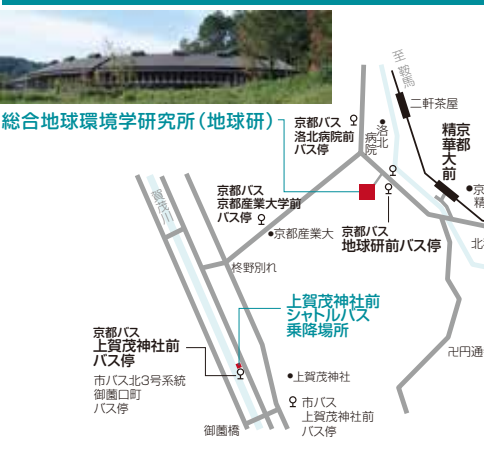 総合地球環境学研究所(地球研)
至
鞍馬
二軒茶屋
京都
精華大前
京都バス
洛北病院前
バス停
洛北
病院
京都バス
京都産業大学前
バス停
京都産業大
京都バス
地球研前バス停
賀茂川
柊野別れ
上賀茂神社前
シャトルバス
乗降場所
京都バス
上賀茂神社前
バス停
市バス北3号系統
御薗口町
バス停
上賀茂神社
市バス
上賀茂神社前
バス停
御薗橋
京
精
北
卍円通